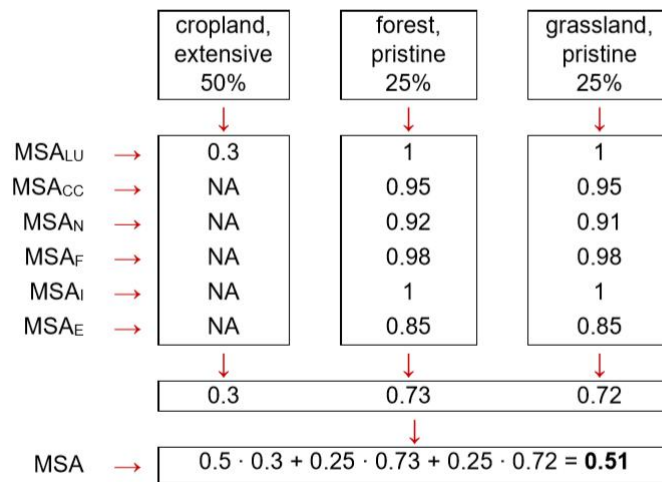 cropland, forest, grassland,
extensive pristine pristine
50% 25% 25%
↓ ↓ ↓
MSALU → 0.3 1 1
MSACC → NA 0.95 0.95
MSAN → NA 0.92 0.91
MSAF → NA 0.98 0.98
MSAI → NA 1 1
MSAE → NA 0.85 0.85
↓ ↓ ↓
0.3 0.73 0.72
↓
MSA → 0.5 · 0.3 + 0.25 · 0.73 + 0.25 · 0.72 = 0.51